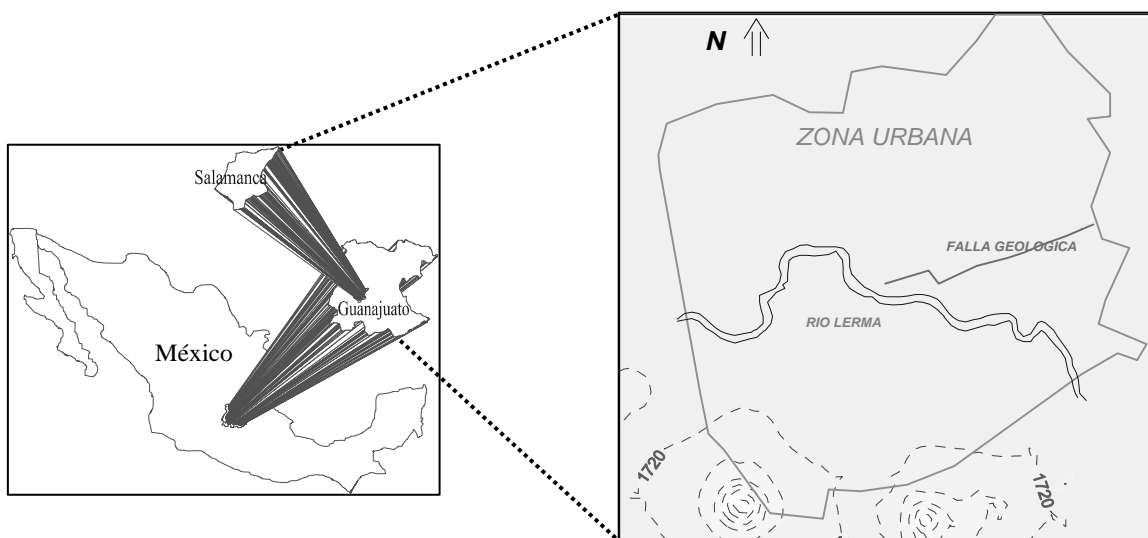 Salamanca
Guanajuato
México
N
ZONA URBANA
FALLA GEOLOGICA
RIO LERMA
1720
1720